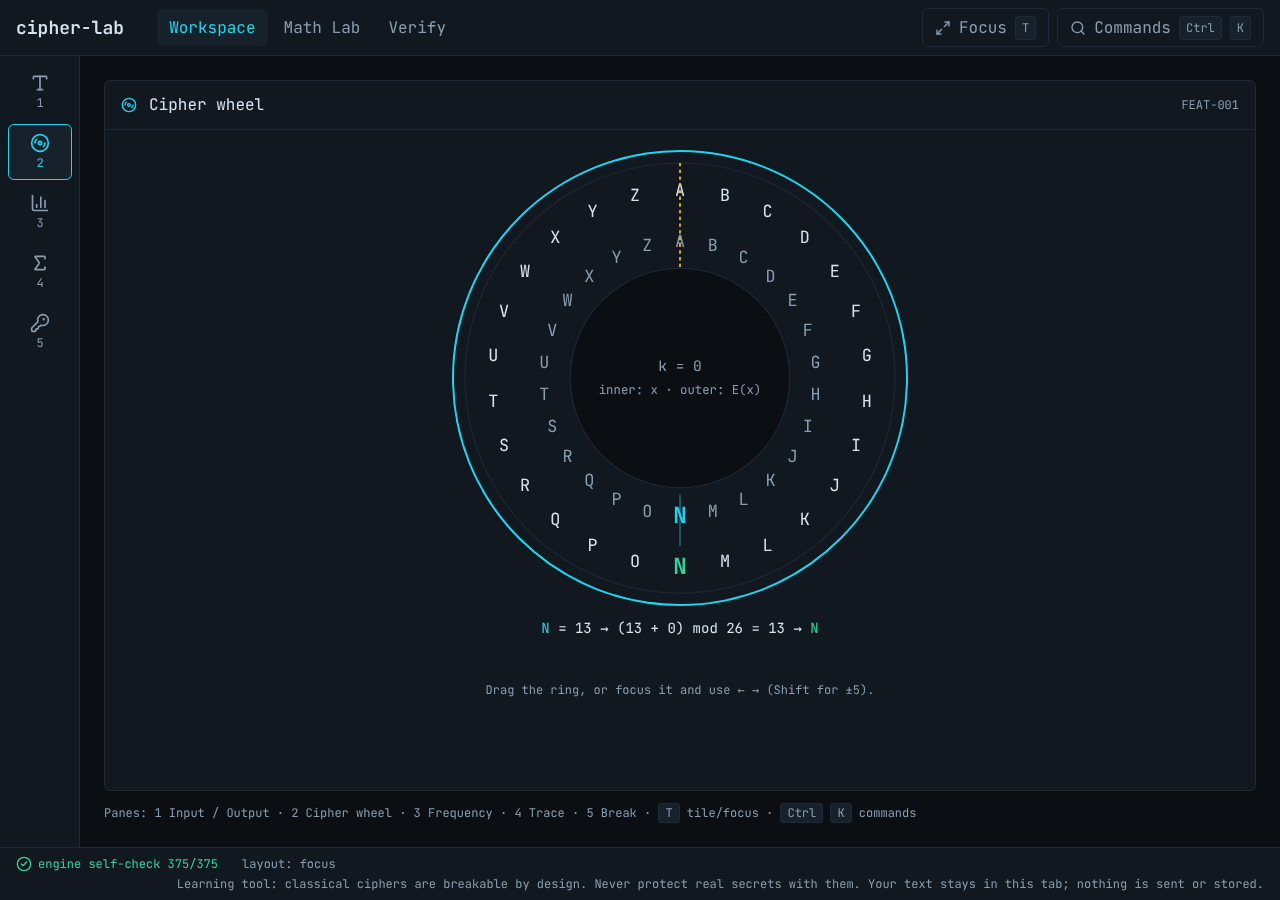 cipher-lab Workspace Math Lab Verify Focus T Commands Ctrl K
1
2
3
4
5
Cipher wheel FEAT-001
A B C D E F G H I J K L M N O P Q R S T U V W X Y Z
A B C D E F G H I J K L M N O P Q R S T U V W X Y Z
k = 0
inner: x · outer: E(x)
N = 13 → (13 + 0) mod 26 = 13 → N
Drag the ring, or focus it and use ← → (Shift for ±5).
Panes: 1 Input / Output · 2 Cipher wheel · 3 Frequency · 4 Trace · 5 Break · T tile/focus · Ctrl K commands
engine self-check 375/375 layout: focus
Learning tool: classical ciphers are breakable by design. Never protect real secrets with them. Your text stays in this tab; nothing is sent or stored.